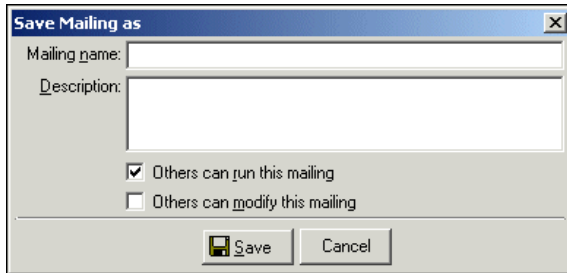 Save Mailing as
Mailing name:
Description:
Others can run this mailing
Others can modify this mailing
Save Cancel